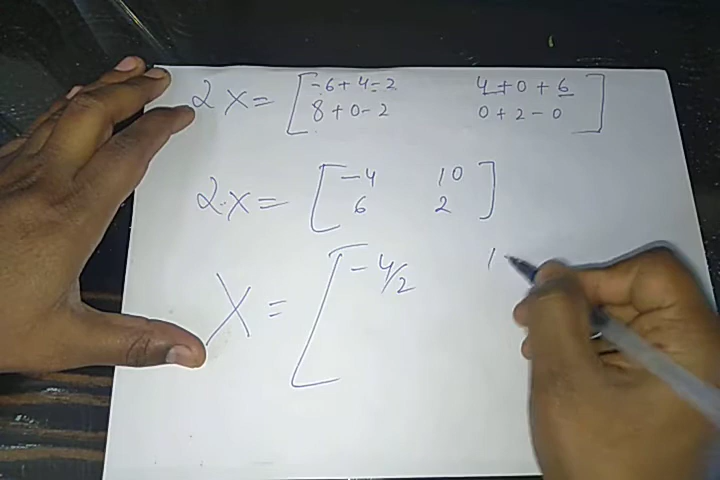 2X = [ -6+4-2 4+0+6 ]
8+0-2 0+2-0
2·X = [ -4 10 ]
6 2
X = [ -4/2 1